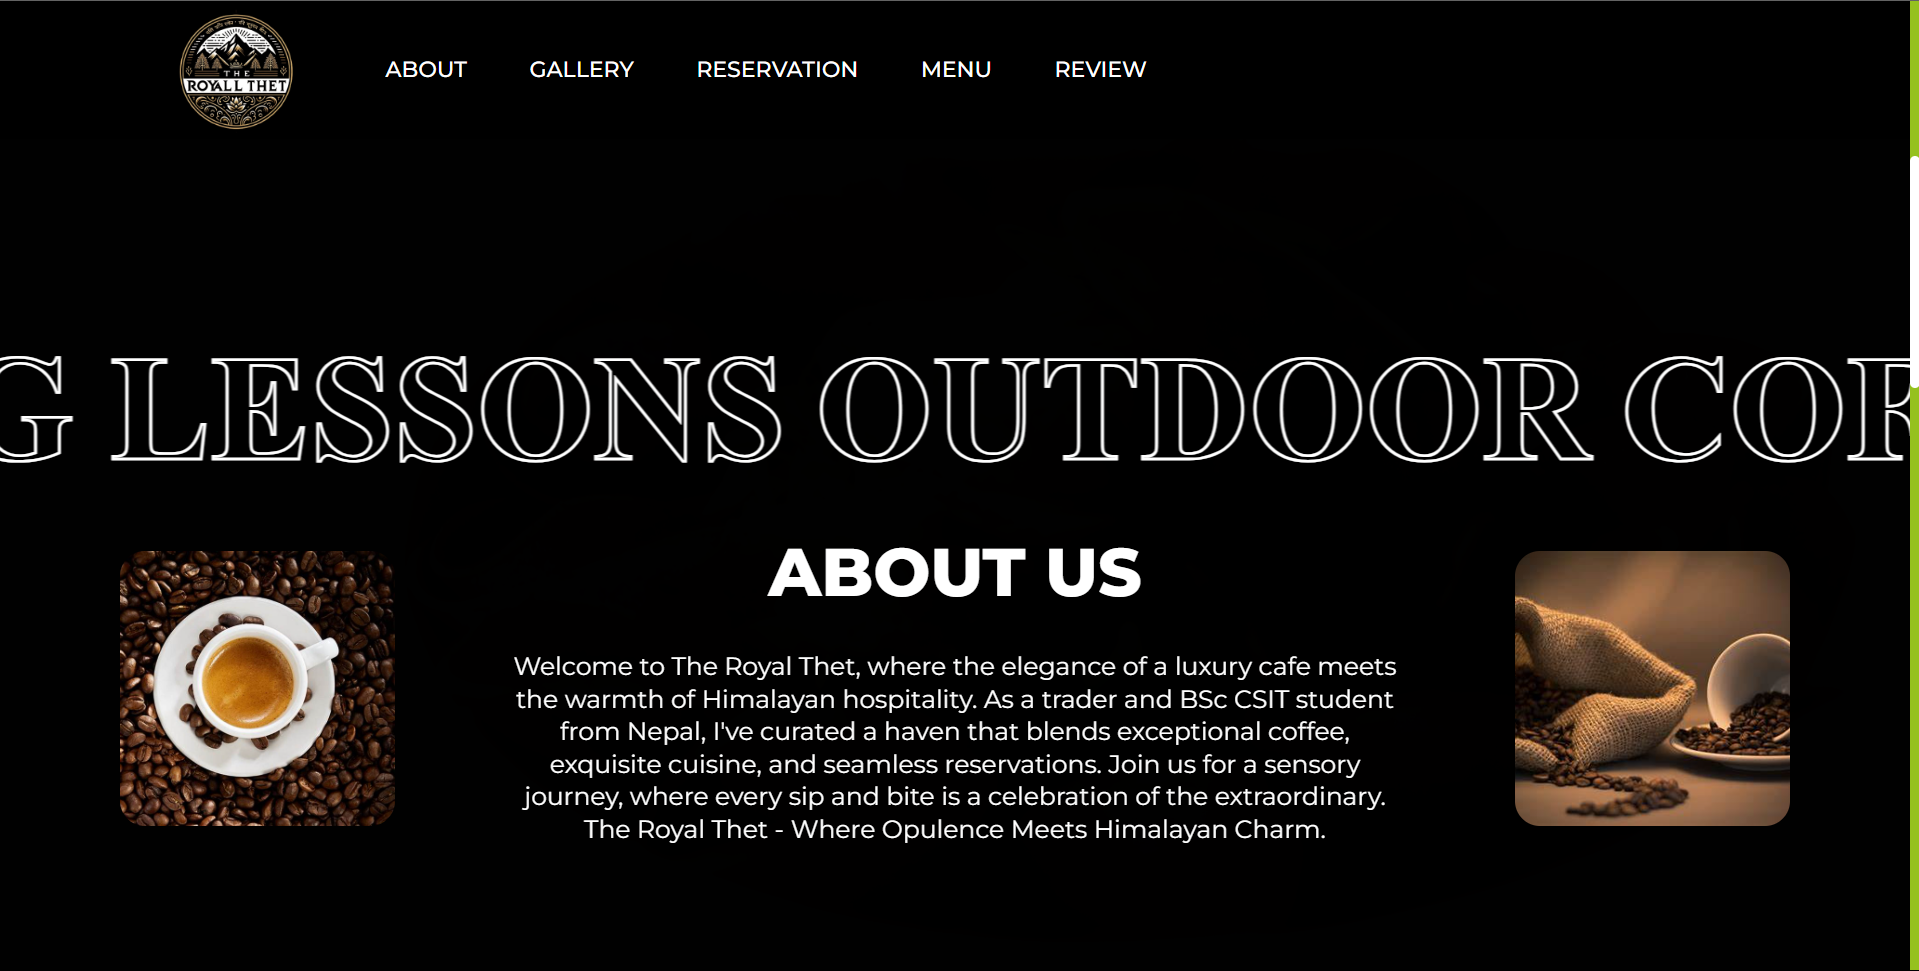 THE
ROYALL THET
ABOUT
GALLERY
RESERVATION
MENU
REVIEW
G LESSONS OUTDOOR COR
ABOUT US
Welcome to The Royal Thet, where the elegance of a luxury cafe meets
the warmth of Himalayan hospitality. As a trader and BSc CSIT student
from Nepal, I've curated a haven that blends exceptional coffee,
exquisite cuisine, and seamless reservations. Join us for a sensory
journey, where every sip and bite is a celebration of the extraordinary.
The Royal Thet - Where Opulence Meets Himalayan Charm.